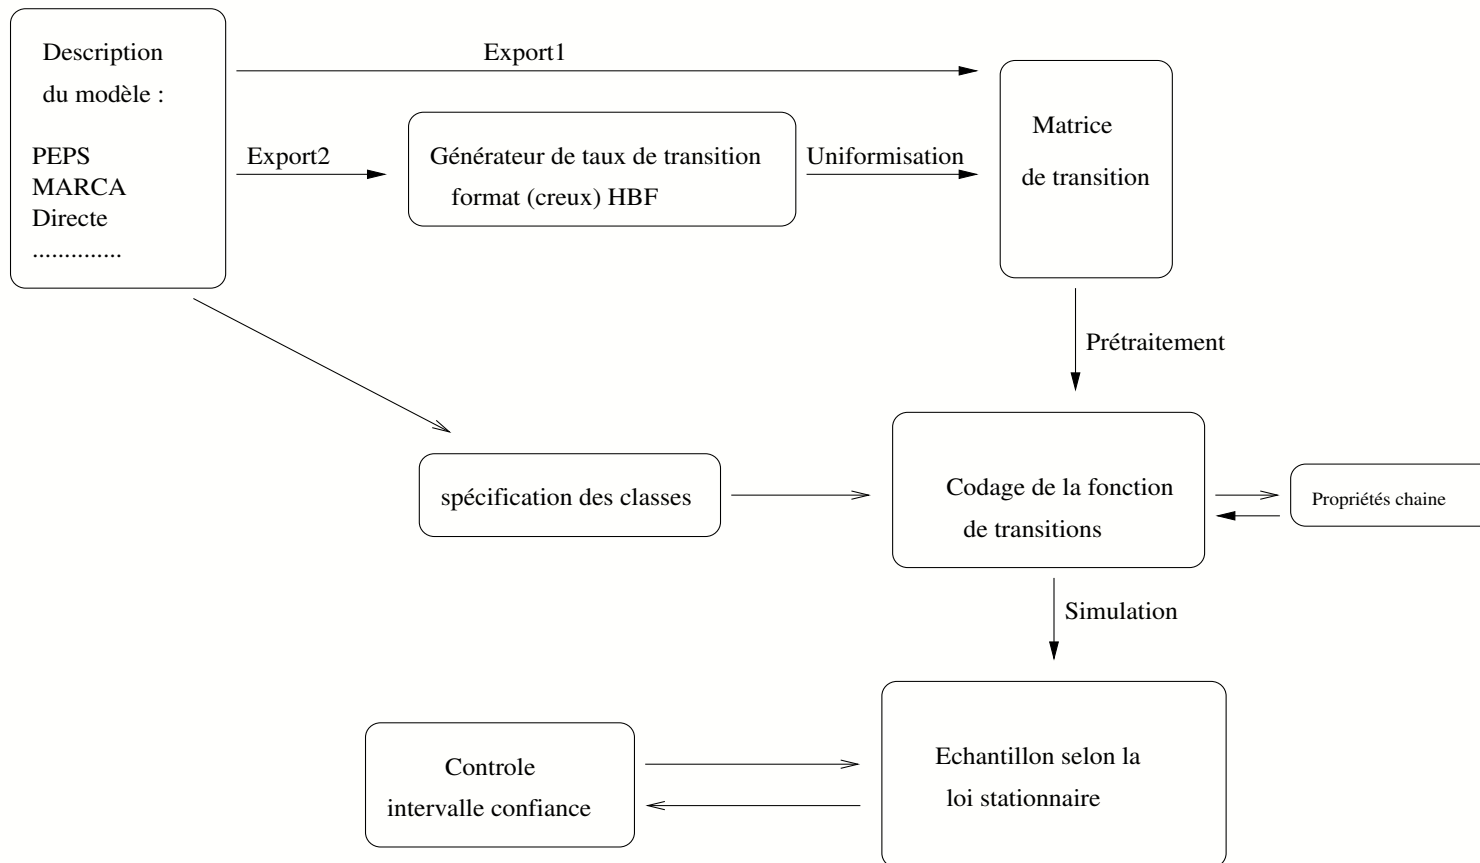 Description
du modèle :
PEPS
MARCA
Directe
..............
Export1
Export2
Générateur de taux de transition
format (creux) HBF
Uniformisation
Matrice
de transition
Prétraitement
spécification des classes
Codage de la fonction
de transitions
Propriétés chaine
Simulation
Controle
intervalle confiance
Echantillon selon la
loi stationnaire